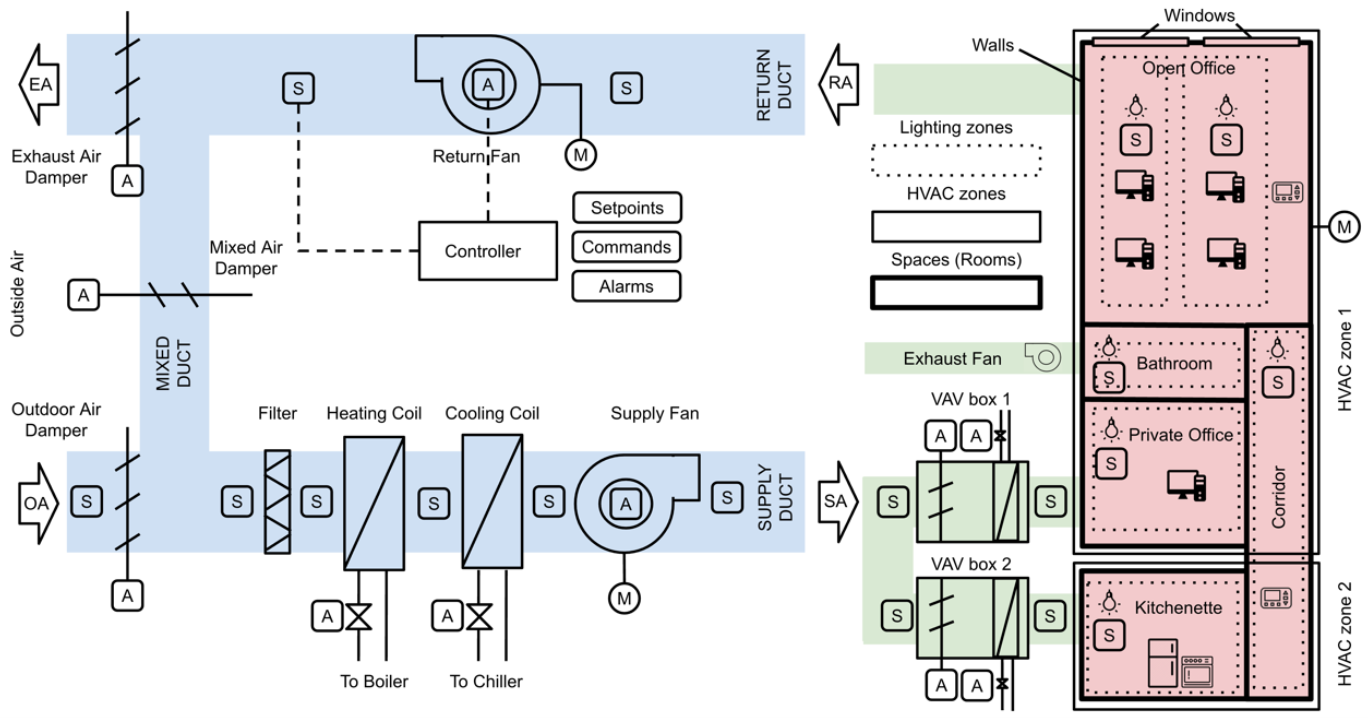 Windows
Walls
Open Office
EA
A
S
RA
RETURN
DUCT
S
S
S
Lighting zones
Exhaust Air
Damper
A
Return Fan
M
HVAC zones
Setpoints
Controller
Commands
Alarms
M
Mixed Air
Damper
Spaces (Rooms)
Outside Air
A
MIXED
DUCT
HVAC zone 1
Exhaust Fan
S
Bathroom
S
Outdoor Air
Damper
Filter
Heating Coil
Cooling Coil
Supply Fan
VAV box 1
A
A
Private Office
S
OA
S
S
S
S
S
A
S
SUPPLY
DUCT
SA
S
S
Corridor
VAV box 2
A
A
A
M
S
S
S
Kitchenette
HVAC zone 2
To Boiler
To Chiller
A
A